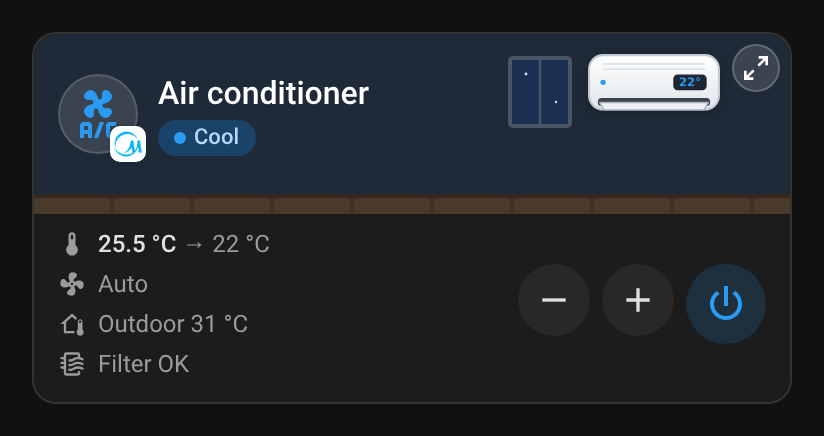 Air conditioner
22°
A/C
Cool
25.5 °C → 22 °C
Auto
Outdoor 31 °C
Filter OK